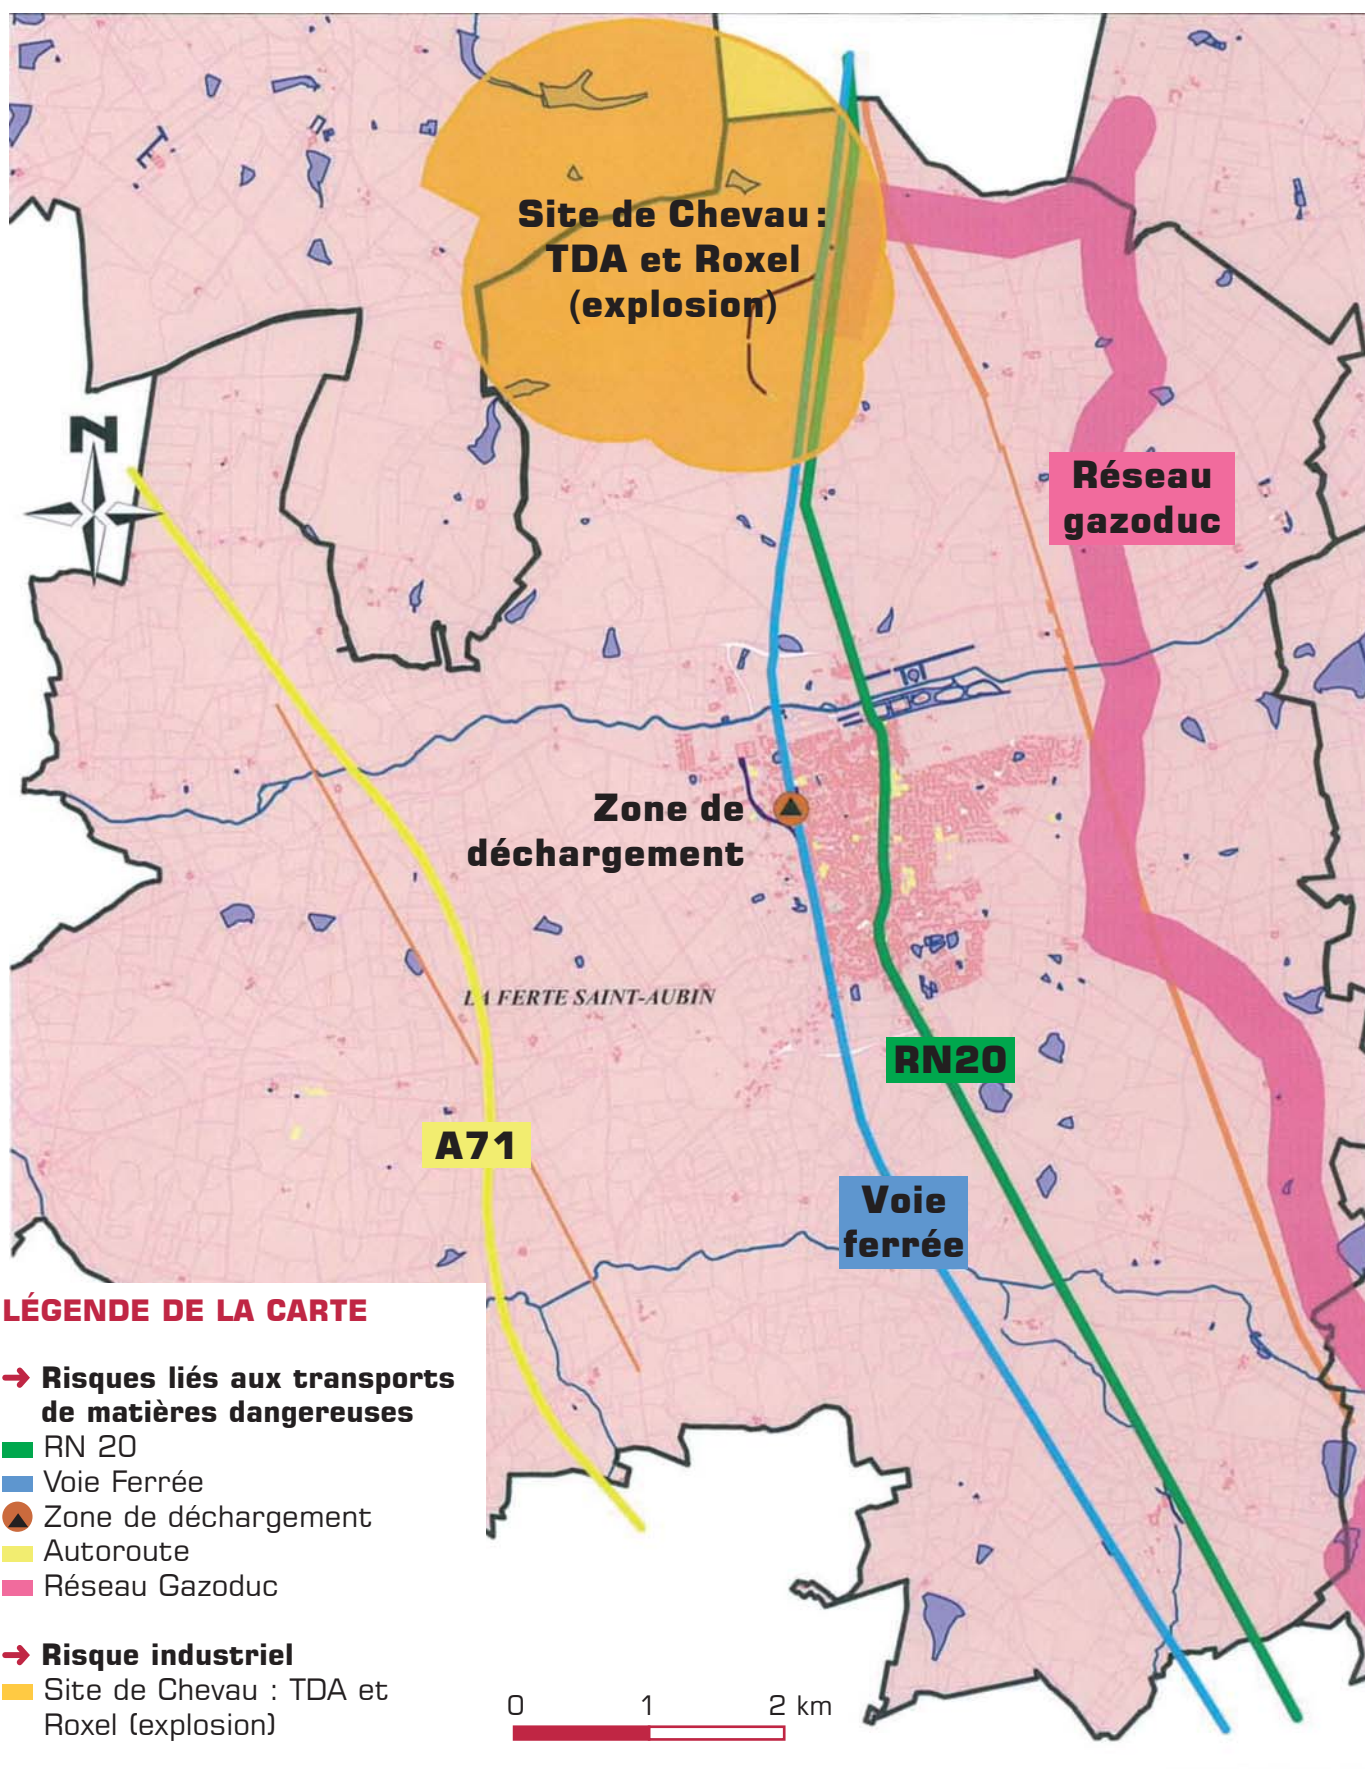 Site de Chevau :
TDA et Roxel
(explosion)
N
Réseau
gazoduc
Zone de
déchargement
LA FERTE SAINT-AUBIN
RN20
A71
Voie
ferrée
LÉGENDE DE LA CARTE
➜ Risques liés aux transports
de matières dangereuses
RN 20
Voie Ferrée
Zone de déchargement
Autoroute
Réseau Gazoduc
➜ Risque industriel
Site de Chevau : TDA et
Roxel (explosion)
0 1 2 km